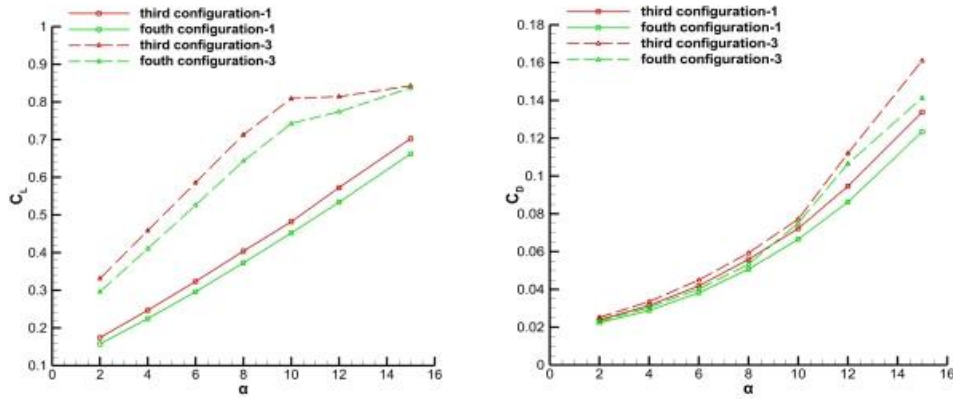 third configuration-1
fouth configuration-1
third configuration-3
fouth configuration-3
1
0.9
0.8
0.7
0.6
0.5
0.4
0.3
0.2
0.1
C_L
0 2 4 6 8 10 12 14 16
α
third configuration-1
fouth configuration-1
third configuration-3
fouth configuration-3
0.18
0.16
0.14
0.12
0.1
0.08
0.06
0.04
0.02
0
C_D
0 2 4 6 8 10 12 14 16
α